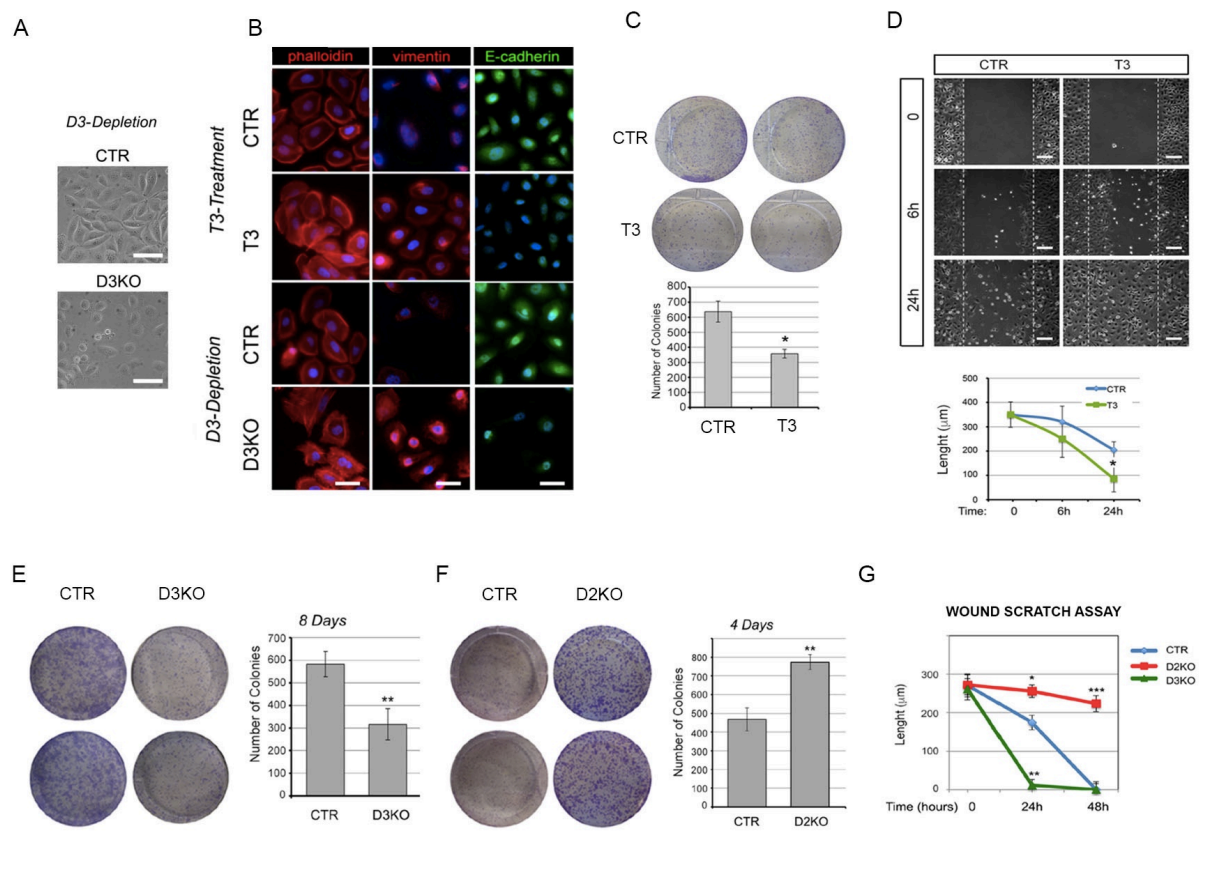 A
D3-Depletion
CTR
D3KO
B
phalloidin vimentin E-cadherin
T3-Treatment
CTR
T3
D3-Depletion
CTR
D3KO
C
CTR
T3
800
700
600
500
400
300
200
100
0
Number of Colonies
*
CTR T3
D
CTR T3
0
6h
24h
500
400
300
200
100
0
Lenght (μm)
CTR
T3
*
Time: 0 6h 24h
E
CTR D3KO
8 Days
700
600
500
400
300
200
100
0
Number of Colonies
**
CTR D3KO
F
CTR D2KO
4 Days
800
700
600
500
400
300
200
100
0
Number of Colonies
**
CTR D2KO
G
WOUND SCRATCH ASSAY
300
200
100
0
Lenght (μm)
* ***
**
CTR
D2KO
D3KO
Time (hours) 0 24h 48h